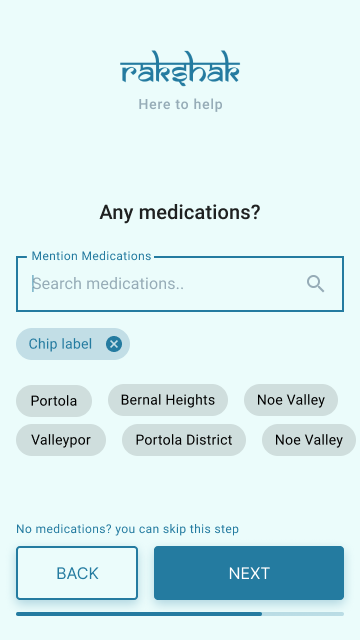 rakshak
Here to help
Any medications?
Mention Medications
Search medications..
Chip label
Portola Bernal Heights Noe Valley
Valleypor Portola District Noe Valley
No medications? you can skip this step
BACK NEXT